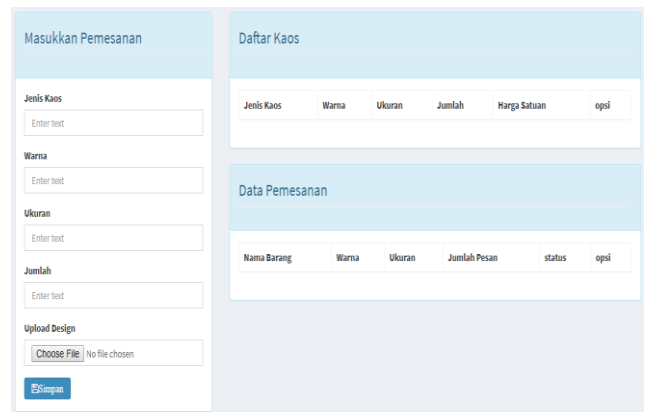 Masukkan Pemesanan
Jenis Kaos
Enter text
Warna
Enter text
Ukuran
Enter text
Jumlah
Enter text
Upload Design
Choose File No file chosen
Simpan
Daftar Kaos
Jenis Kaos Warna Ukuran Jumlah Harga Satuan opsi
Data Pemesanan
Nama Barang Warna Ukuran Jumlah Pesan status opsi